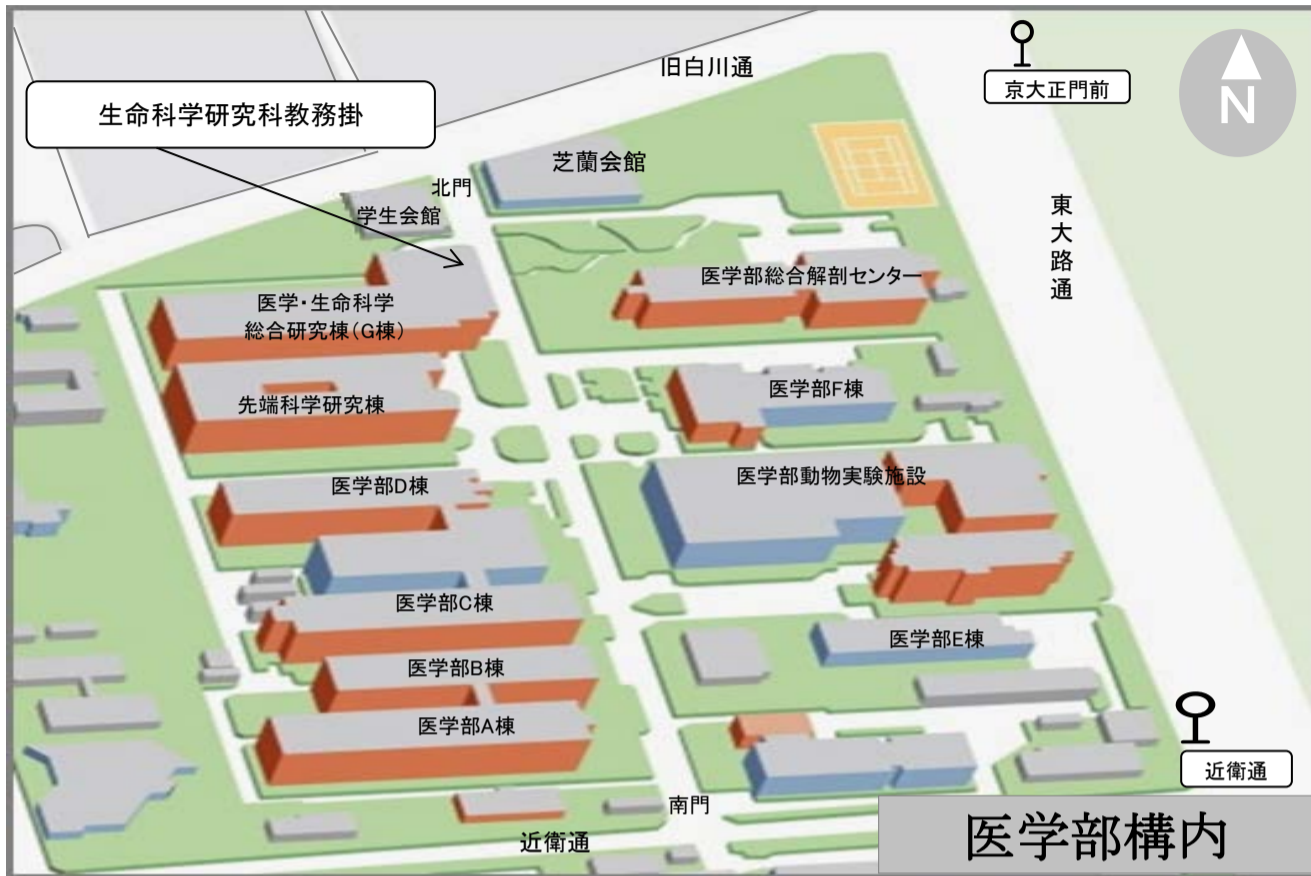 旧白川通
京大正門前
N
生命科学研究科教務掛
芝蘭会館
北門
学生会館
東大路通
医学部総合解剖センター
医学・生命科学
総合研究棟(G棟)
医学部F棟
先端科学研究棟
医学部動物実験施設
医学部D棟
医学部C棟
医学部E棟
医学部B棟
医学部A棟
近衛通
南門
近衛通
医学部構内